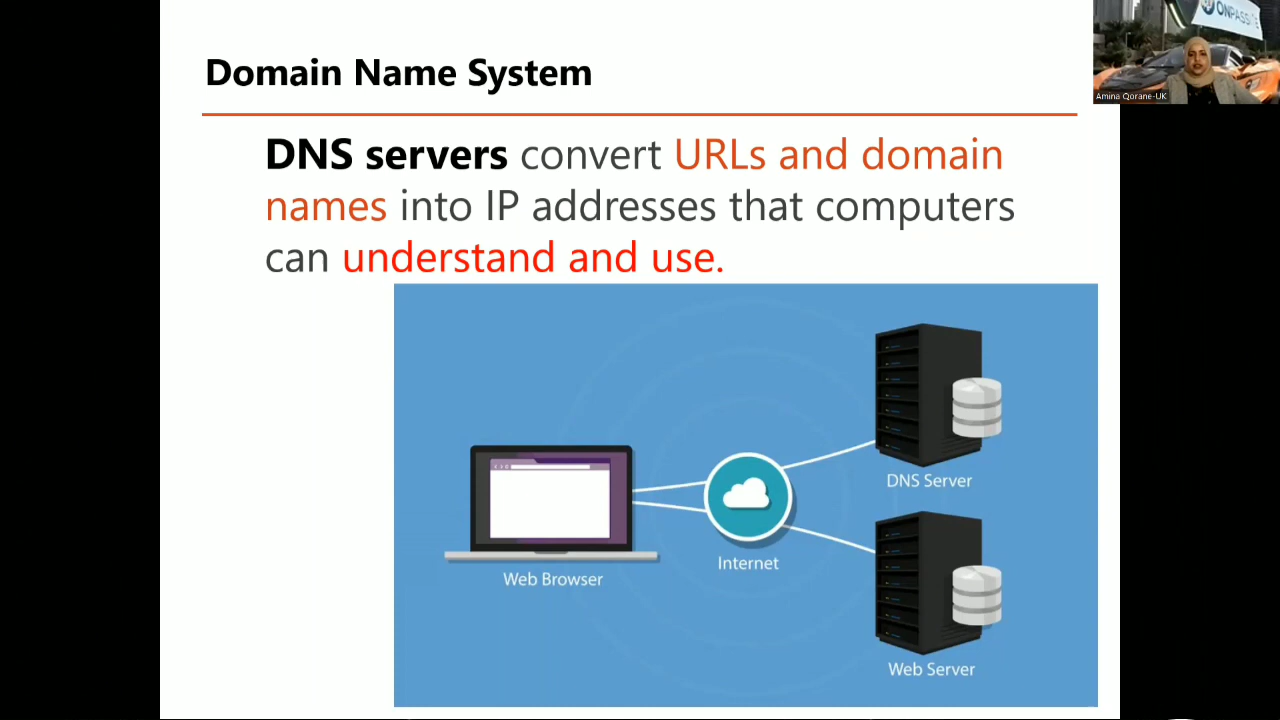 Domain Name System
DNS servers convert URLs and domain
names into IP addresses that computers
can understand and use.
DNS Server
Internet
Web Browser
Web Server
Amina Qorane-UK